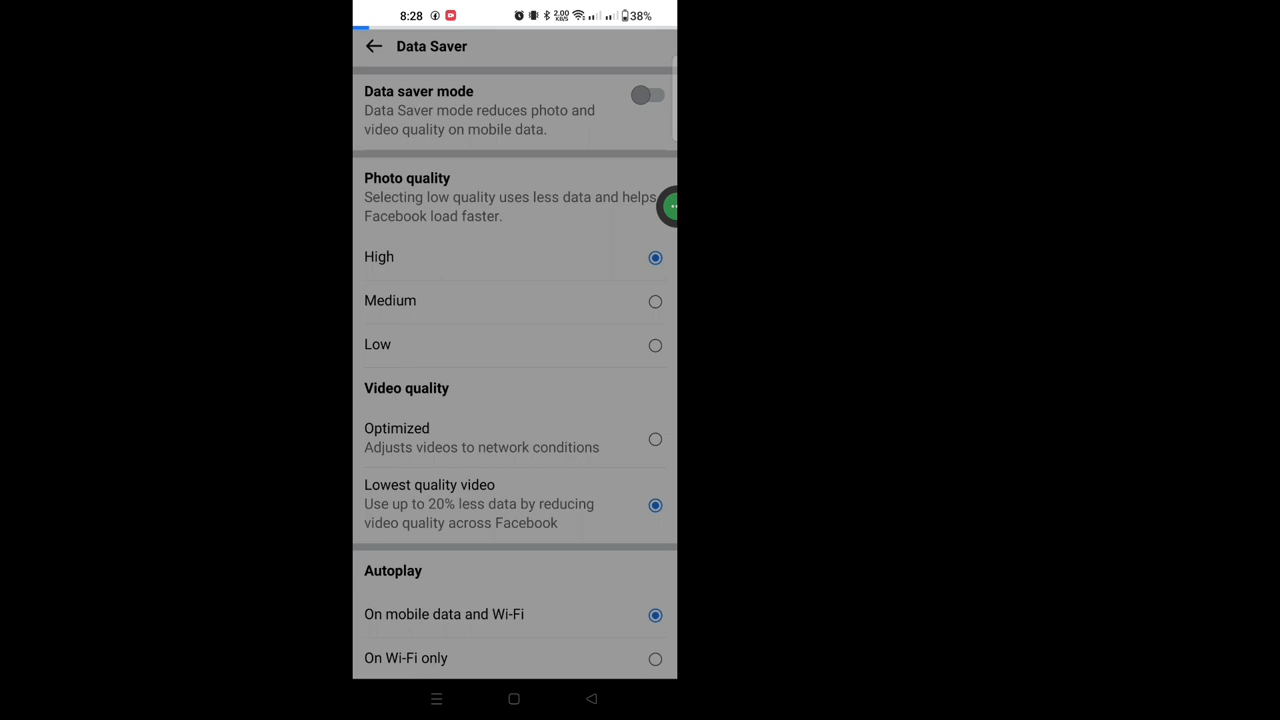 8:28 2.00 KB/S 38%
Data Saver
Data saver mode
Data Saver mode reduces photo and
video quality on mobile data.
Photo quality
Selecting low quality uses less data and helps
Facebook load faster.
High
Medium
Low
Video quality
Optimized
Adjusts videos to network conditions
Lowest quality video
Use up to 20% less data by reducing
video quality across Facebook
Autoplay
On mobile data and Wi-Fi
On Wi-Fi only